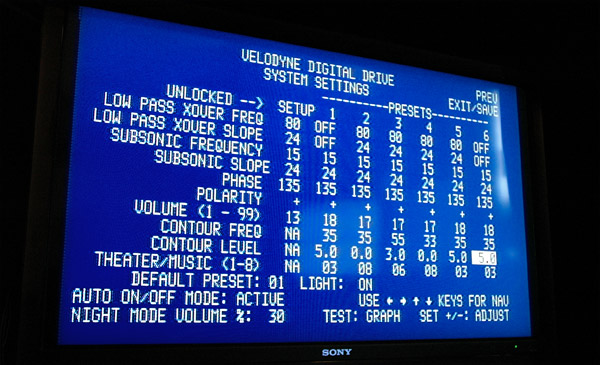 VELODYNE DIGITAL DRIVE
SYSTEM SETTINGS
PREV
UNLOCKED --> ---------PRESETS--------- EXIT/SAVE
SETUP 1 2 3 4 5 6
LOW PASS XOVER FREQ 80 OFF 80 80 80 80 OFF
LOW PASS XOVER SLOPE 24 OFF 24 24 24 24 OFF
SUBSONIC FREQUENCY 15 15 15 15 15 15 15
SUBSONIC SLOPE 24 24 24 24 24 24 24
PHASE 135 135 135 135 135 135 135
POLARITY + + + + + + +
VOLUME (1 - 99) 13 18 17 17 17 18 18
CONTOUR FREQ NA 35 35 55 33 35 35
CONTOUR LEVEL NA 5.0 0.0 3.0 0.0 5.0 5.0
THEATER/MUSIC (1-8) NA 03 08 06 08 03 03
DEFAULT PRESET: 01 LIGHT: ON
AUTO ON/OFF MODE: ACTIVE USE ← → ↑ ↓ KEYS FOR NAV
NIGHT MODE VOLUME %: 30 TEST: GRAPH SET +/-: ADJUST
SONY